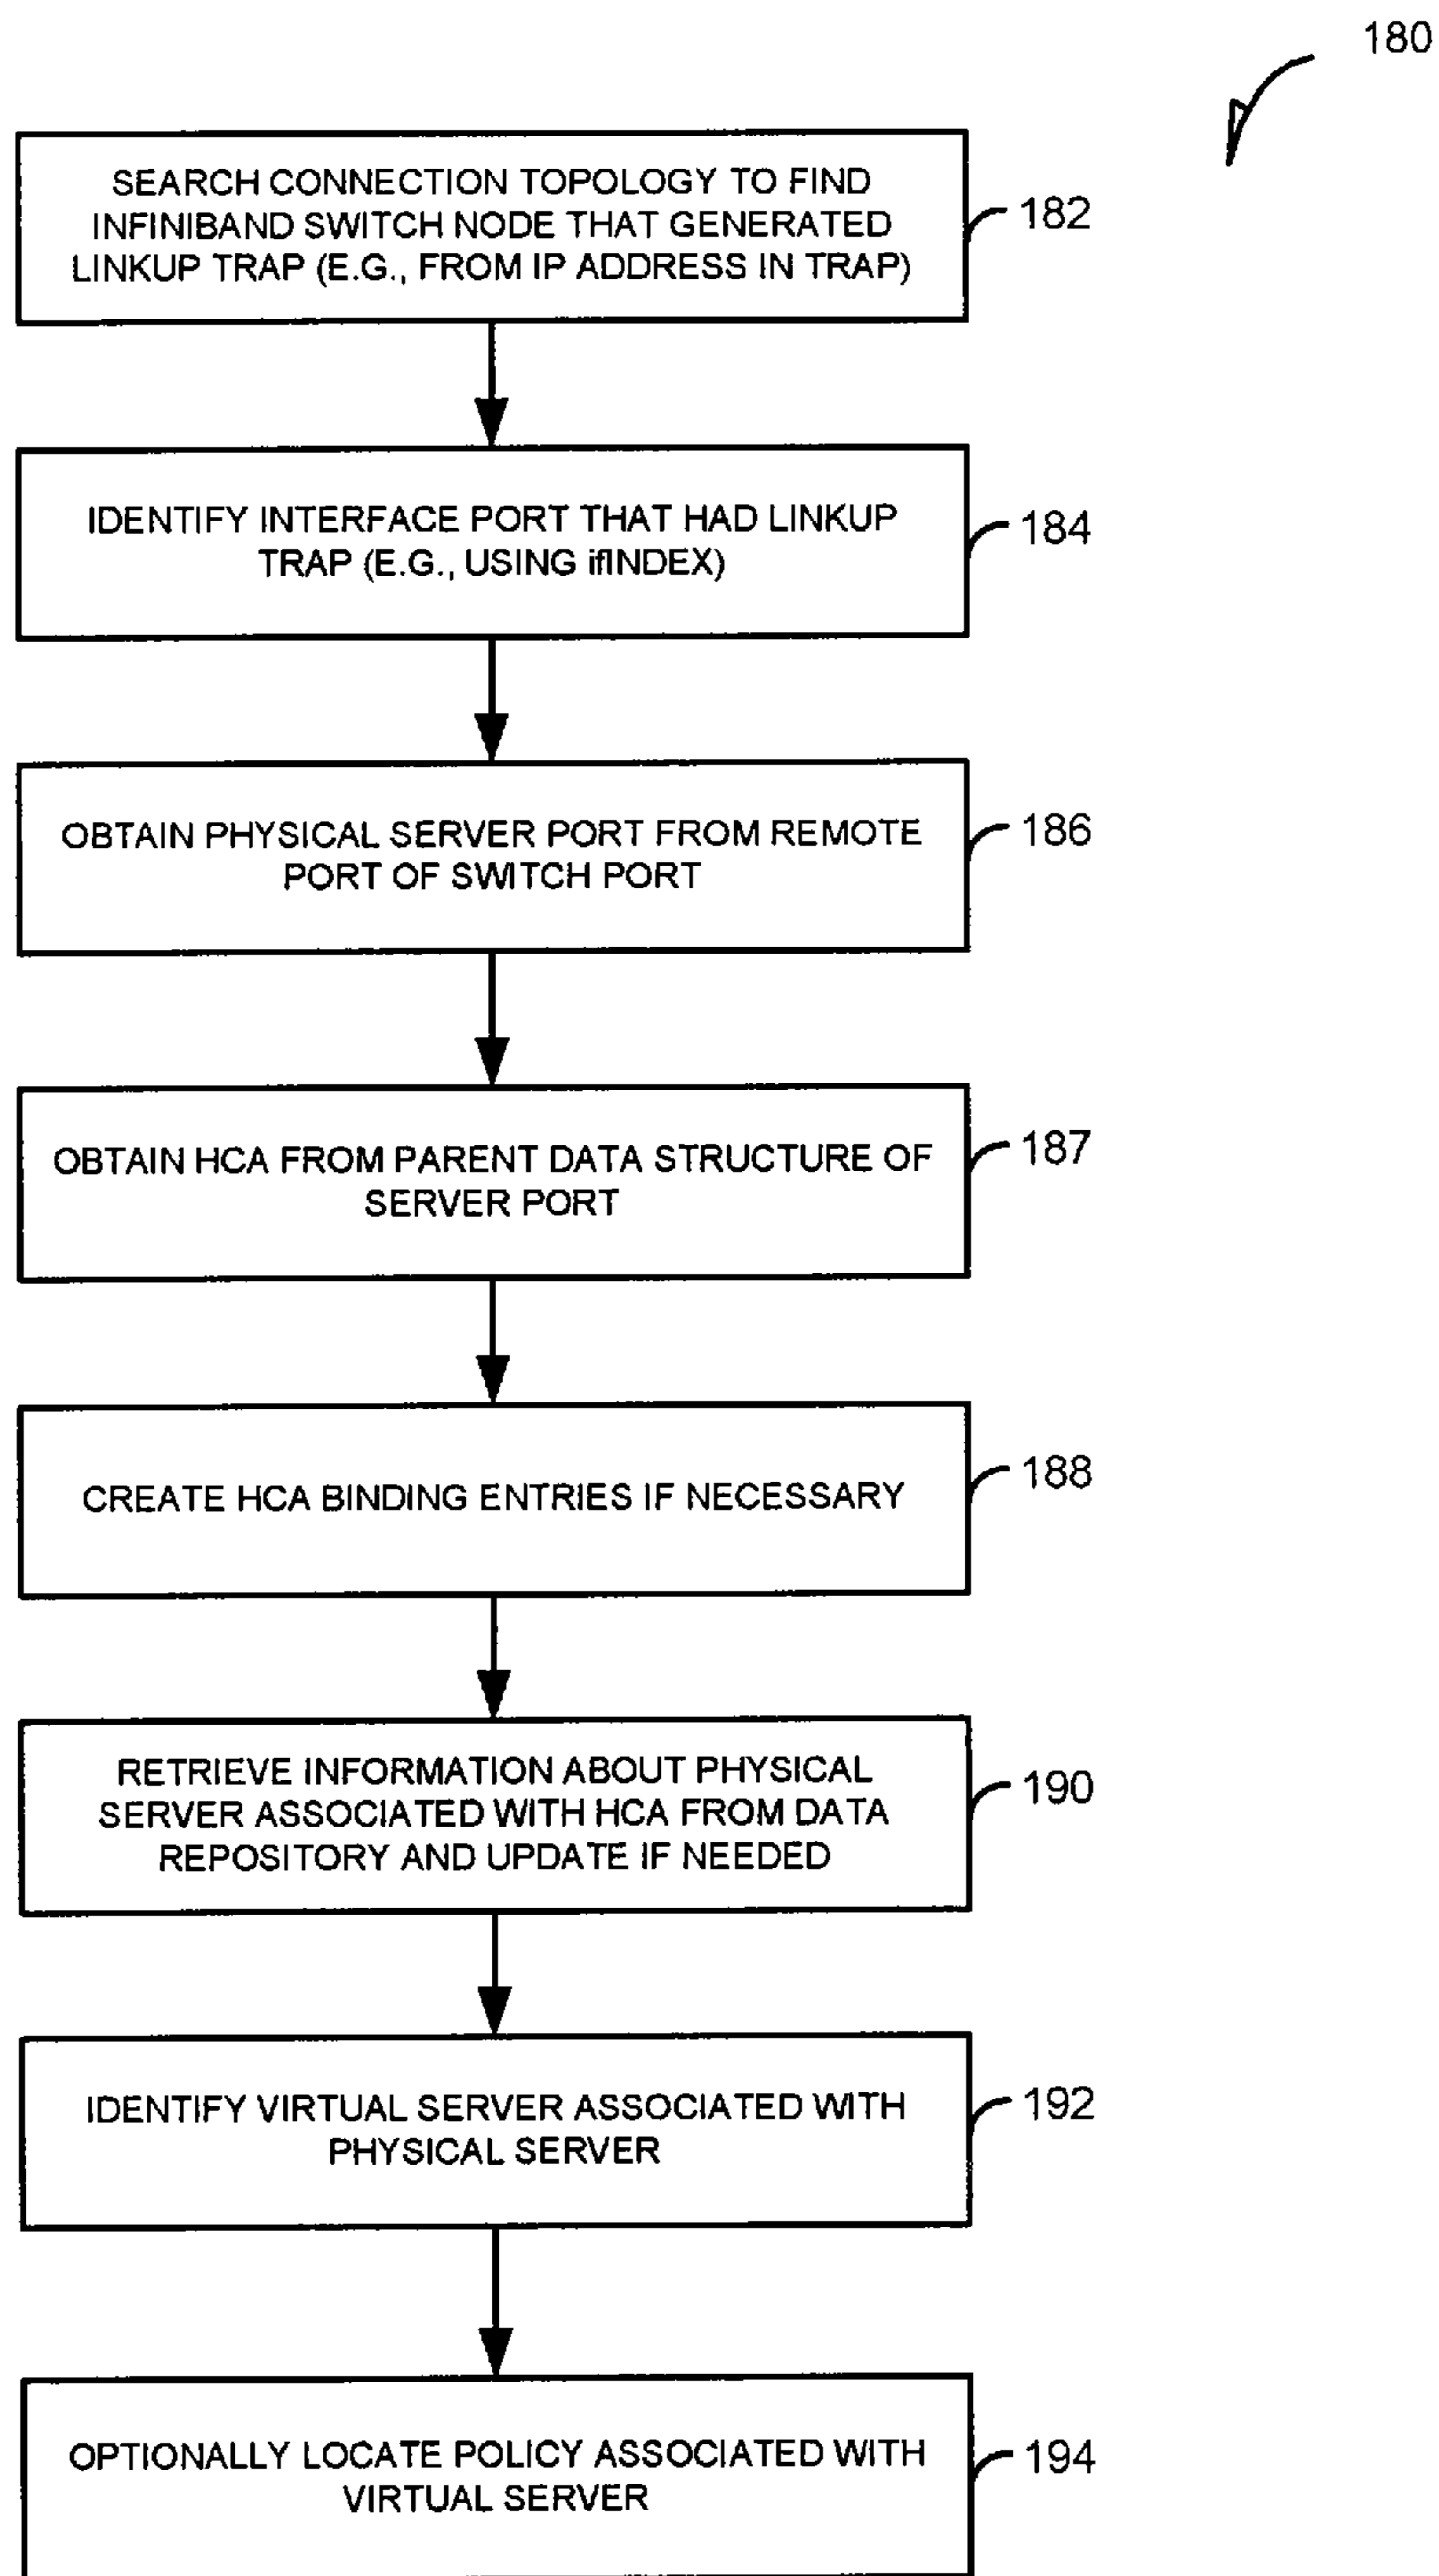 180
SEARCH CONNECTION TOPOLOGY TO FIND
INFINIBAND SWITCH NODE THAT GENERATED
LINKUP TRAP (E.G., FROM IP ADDRESS IN TRAP)
182
IDENTIFY INTERFACE PORT THAT HAD LINKUP
TRAP (E.G., USING ifINDEX)
184
OBTAIN PHYSICAL SERVER PORT FROM REMOTE
PORT OF SWITCH PORT
186
OBTAIN HCA FROM PARENT DATA STRUCTURE OF
SERVER PORT
187
CREATE HCA BINDING ENTRIES IF NECESSARY
188
RETRIEVE INFORMATION ABOUT PHYSICAL
SERVER ASSOCIATED WITH HCA FROM DATA
REPOSITORY AND UPDATE IF NEEDED
190
IDENTIFY VIRTUAL SERVER ASSOCIATED WITH
PHYSICAL SERVER
192
OPTIONALLY LOCATE POLICY ASSOCIATED WITH
VIRTUAL SERVER
194